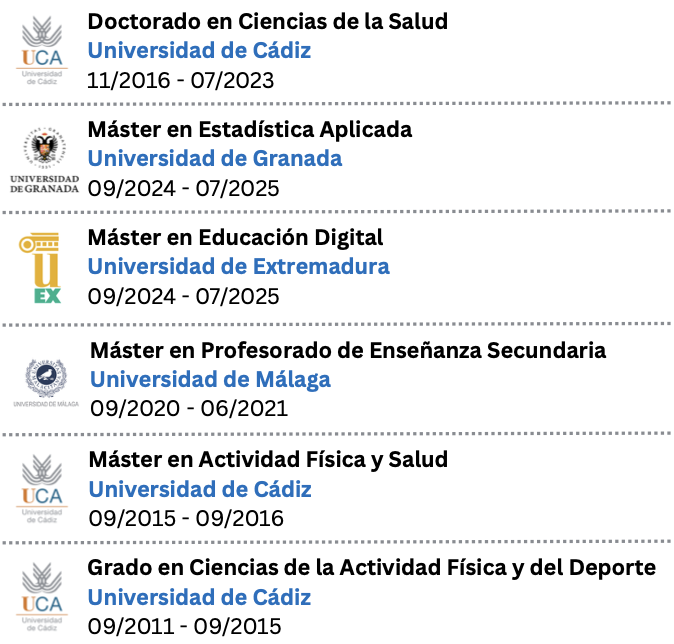 UCA
Universidad
de Cádiz
Doctorado en Ciencias de la Salud
Universidad de Cádiz
11/2016 - 07/2023
UNIVERSIDAD
DE GRANADA
Máster en Estadística Aplicada
Universidad de Granada
09/2024 - 07/2025
U
EX
Máster en Educación Digital
Universidad de Extremadura
09/2024 - 07/2025
UNIVERSIDAD DE MÁLAGA
Máster en Profesorado de Enseñanza Secundaria
Universidad de Málaga
09/2020 - 06/2021
UCA
Universidad
de Cádiz
Máster en Actividad Física y Salud
Universidad de Cádiz
09/2015 - 09/2016
UCA
Universidad
de Cádiz
Grado en Ciencias de la Actividad Física y del Deporte
Universidad de Cádiz
09/2011 - 09/2015